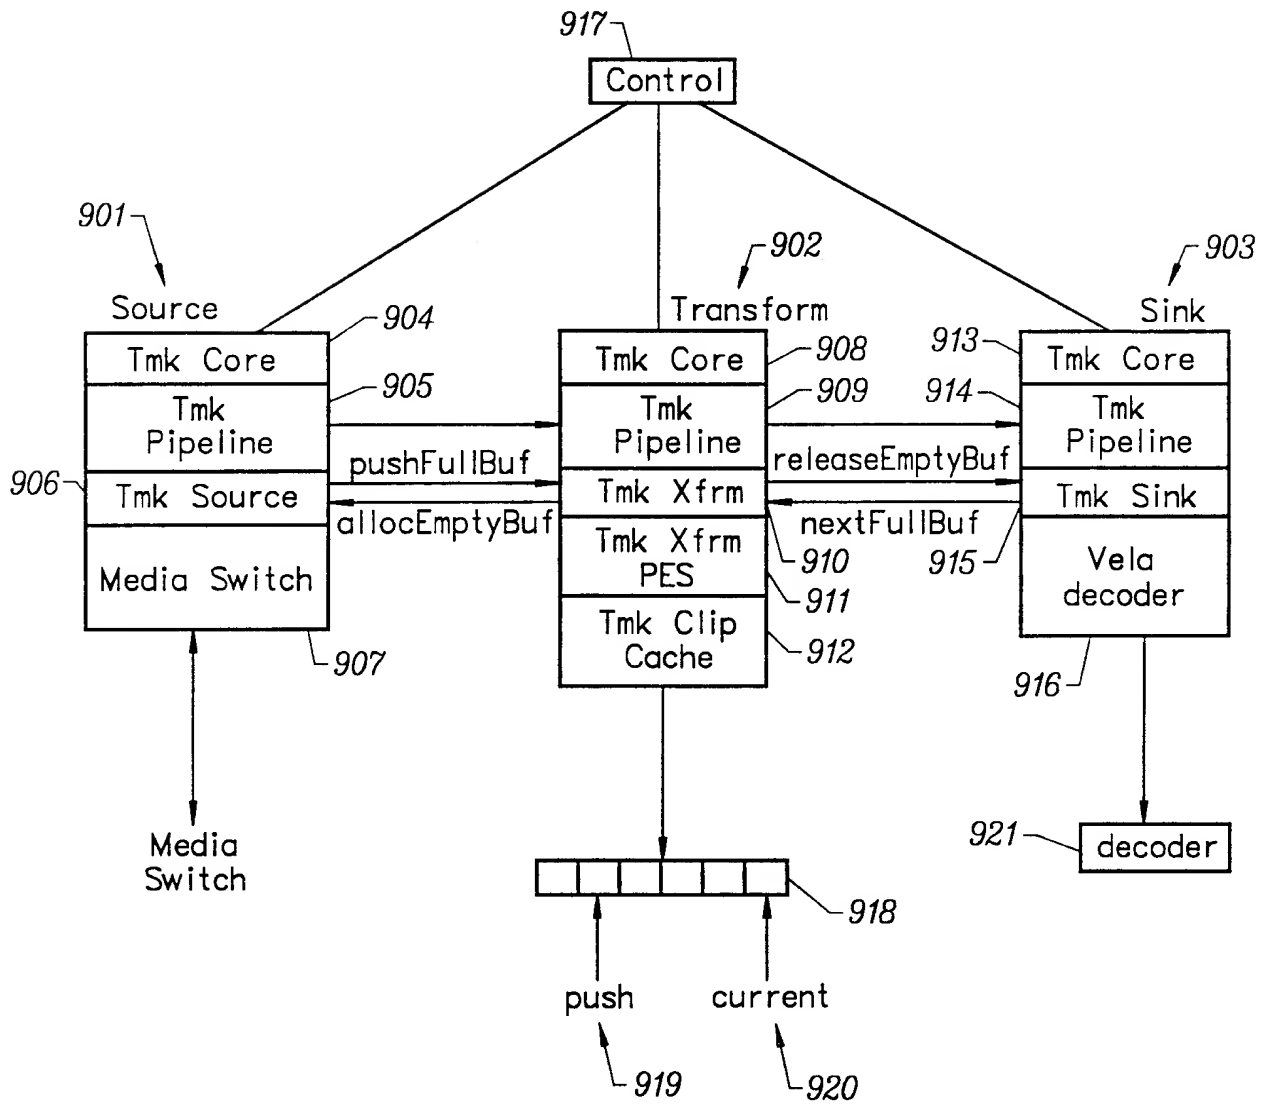 917
Control
901
902
903
Source
Transform
Sink
904
908
913
Tmk Core
Tmk Core
Tmk Core
905
909
914
Tmk
Pipeline
Tmk
Pipeline
Tmk
Pipeline
pushFullBuf
releaseEmptyBuf
906
Tmk Source
Tmk Xfrm
Tmk Sink
allocEmptyBuf
nextFullBuf
910
915
Media Switch
Tmk Xfrm
PES
Vela
decoder
911
907
Tmk Clip
Cache
912
916
Media
Switch
921
decoder
918
push
current
919
920